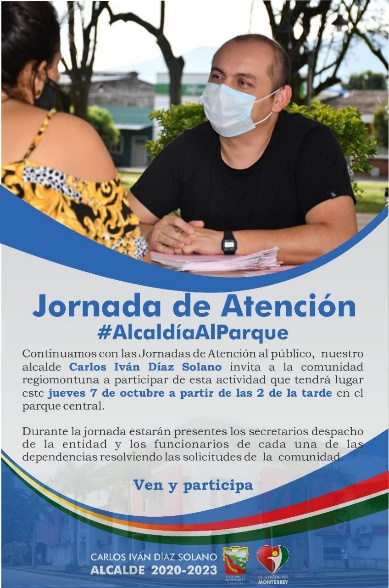 Jornada de Atención
#AlcaldíaAlParque
Continuamos con las Jornadas de Atención al público, nuestro
alcalde Carlos Iván Díaz Solano invita a la comunidad
regiomontuna a participar de esta actividad que tendrá lugar
este jueves 7 de octubre a partir de las 2 de la tarde en el
parque central.
Durante la jornada estarán presentes los secretarios despacho
de la entidad y los funcionarios de cada una de las
dependencias resolviendo las solicitudes de la comunidad.
Ven y participa
CARLOS IVÁN DÍAZ SOLANO
ALCALDE 2020-2023
MONTERREY